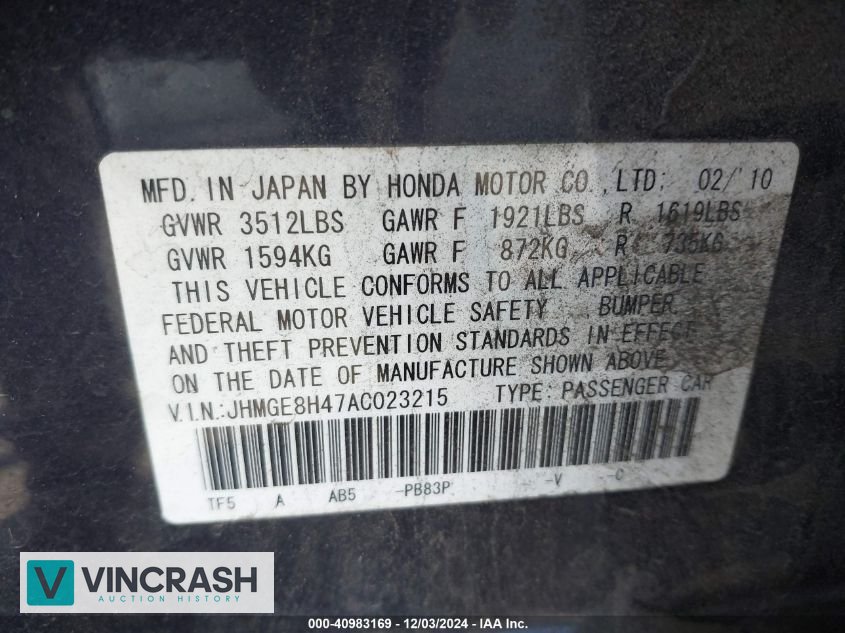 MFD. IN JAPAN BY HONDA MOTOR CO., LTD. 02/'10
GVWR 3512LBS GAWR F 1921LBS R 1619LBS
GVWR 1594KG GAWR F 872KG R 735KG
THIS VEHICLE CONFORMS TO ALL APPLICABLE
FEDERAL MOTOR VEHICLE SAFETY BUMPER
AND THEFT PREVENTION STANDARDS IN EFFECT
ON THE DATE OF MANUFACTURE SHOWN ABOVE
V.I.N.:JHMGE8H47AC023215 TYPE: PASSENGER CAR
TF5 A AB5 -PB83P -V -C
V VINCRASH
AUCTION HISTORY
000-40983169 - 12/03/2024 - IAA Inc.